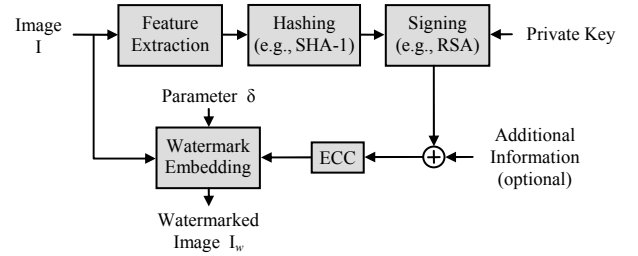 Image
I
Feature
Extraction
Hashing
(e.g., SHA-1)
Signing
(e.g., RSA)
Private Key
Parameter δ
Watermark
Embedding
ECC
+
Additional
Information
(optional)
Watermarked
Image I_w